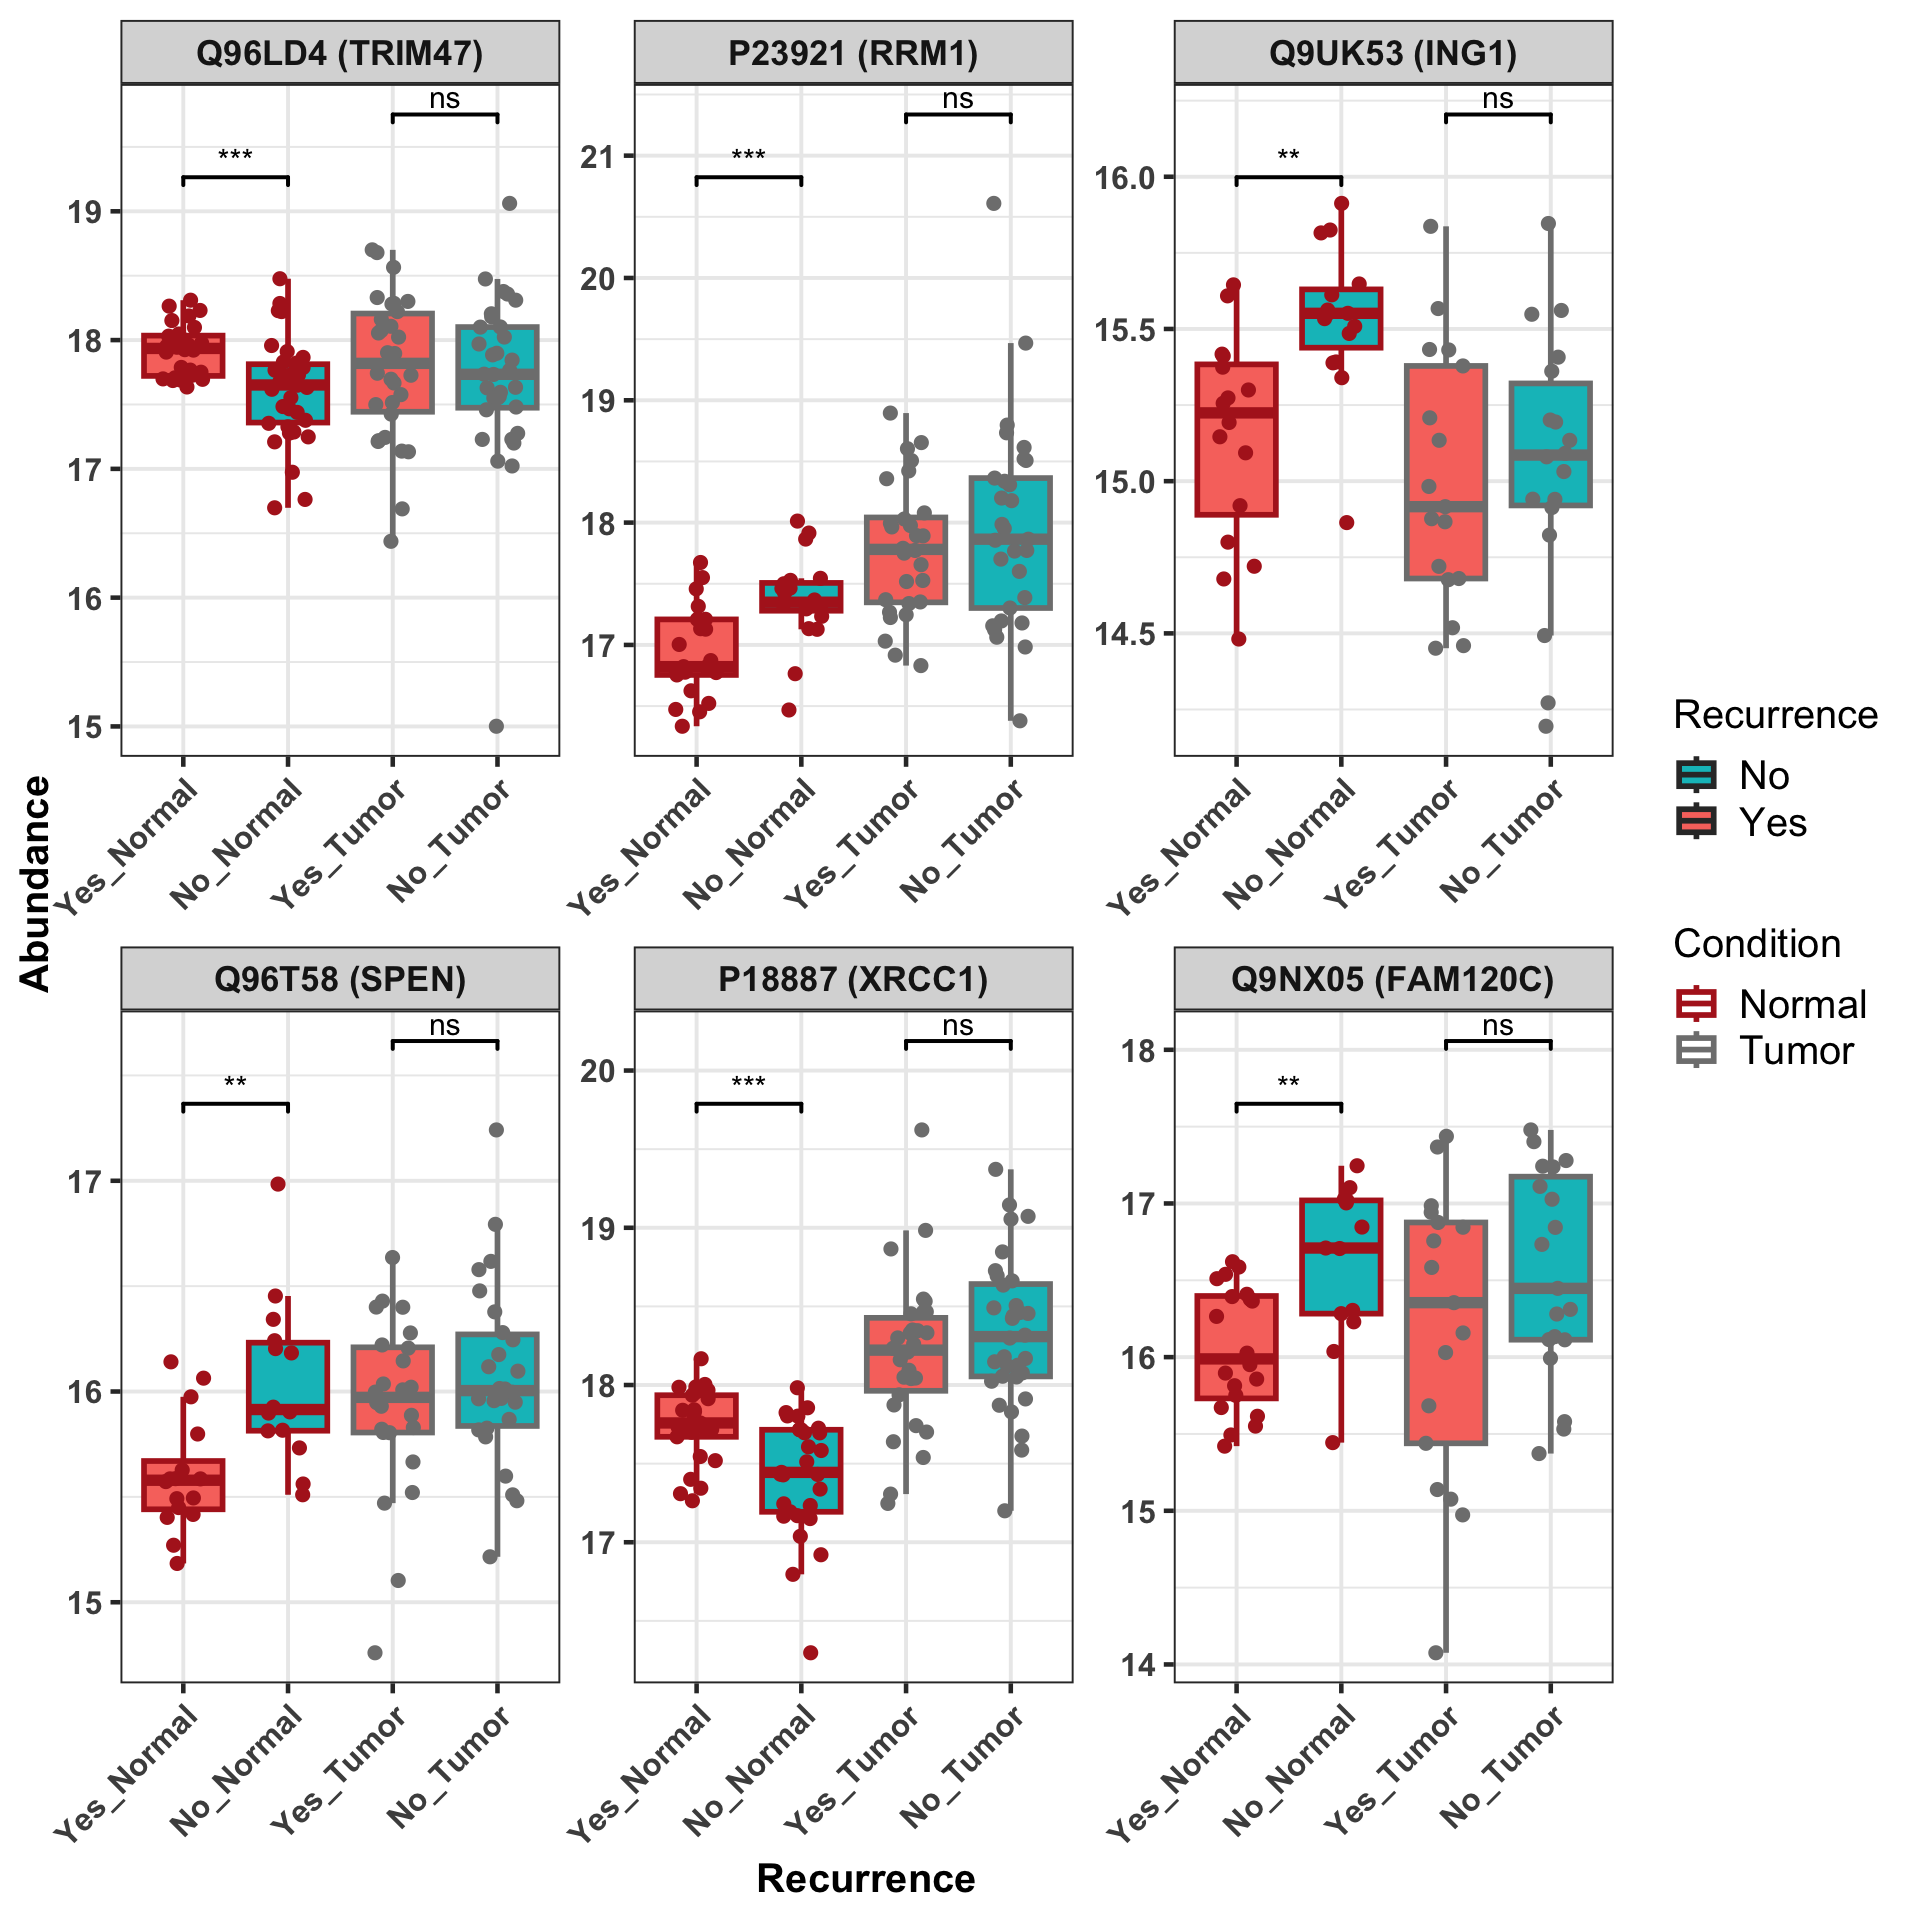 Q96LD4 (TRIM47)
P23921 (RRM1)
Q9UK53 (ING1)
ns
ns
ns
***
***
**
19
18
17
16
15
21
20
19
18
17
16.0
15.5
15.0
14.5
Yes_Normal
No_Normal
Yes_Tumor
No_Tumor
Yes_Normal
No_Normal
Yes_Tumor
No_Tumor
Yes_Normal
No_Normal
Yes_Tumor
No_Tumor
Abundance
Q96T58 (SPEN)
P18887 (XRCC1)
Q9NX05 (FAM120C)
ns
ns
ns
**
***
**
17
16
15
20
19
18
17
18
17
16
15
14
Yes_Normal
No_Normal
Yes_Tumor
No_Tumor
Yes_Normal
No_Normal
Yes_Tumor
No_Tumor
Yes_Normal
No_Normal
Yes_Tumor
No_Tumor
Recurrence
Recurrence
No
Yes
Condition
Normal
Tumor